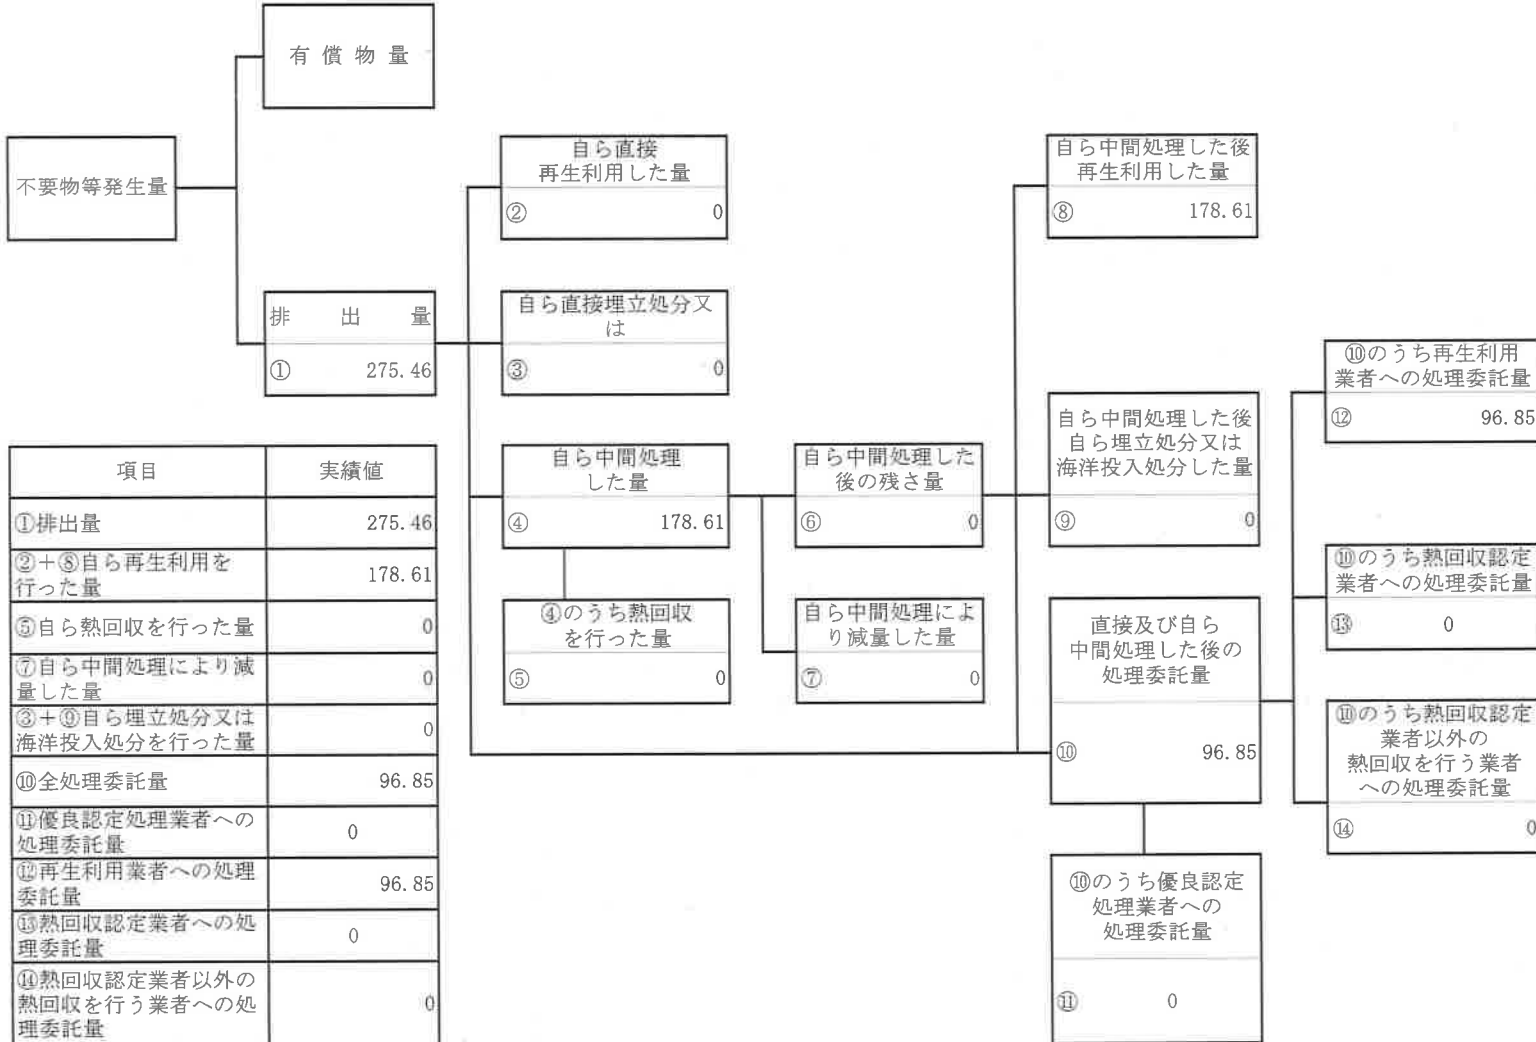 有償物量
不要物等発生量
排出量
① 275.46
自ら直接
再生利用した量
② 0
自ら直接埋立処分又
は
③ 0
自ら中間処理
した量
④ 178.61
④のうち熱回収
を行った量
⑤ 0
自ら中間処理した
後の残さ量
⑥ 0
自ら中間処理によ
り減量した量
⑦ 0
自ら中間処理した後
再生利用した量
⑧ 178.61
自ら中間処理した後
自ら埋立処分又は
海洋投入処分した量
⑨ 0
直接及び自ら
中間処理した後の
処理委託量
⑩ 96.85
⑩のうち優良認定
処理業者への
処理委託量
⑪ 0
⑩のうち再生利用
業者への処理委託量
⑫ 96.85
⑩のうち熱回収認定
業者への処理委託量
⑬ 0
⑩のうち熱回収認定
業者以外の
熱回収を行う業者
への処理委託量
⑭ 0
項目 実績値
①排出量 275.46
②+⑧自ら再生利用を
行った量 178.61
⑤自ら熱回収を行った量 0
⑦自ら中間処理により減
量した量 0
③+⑨自ら埋立処分又は
海洋投入処分を行った量 0
⑩全処理委託量 96.85
⑪優良認定処理業者への
処理委託量 0
⑫再生利用業者への処理
委託量 96.85
⑬熱回収認定業者への処
理委託量 0
⑭熱回収認定業者以外の
熱回収を行う業者への処
理委託量 0